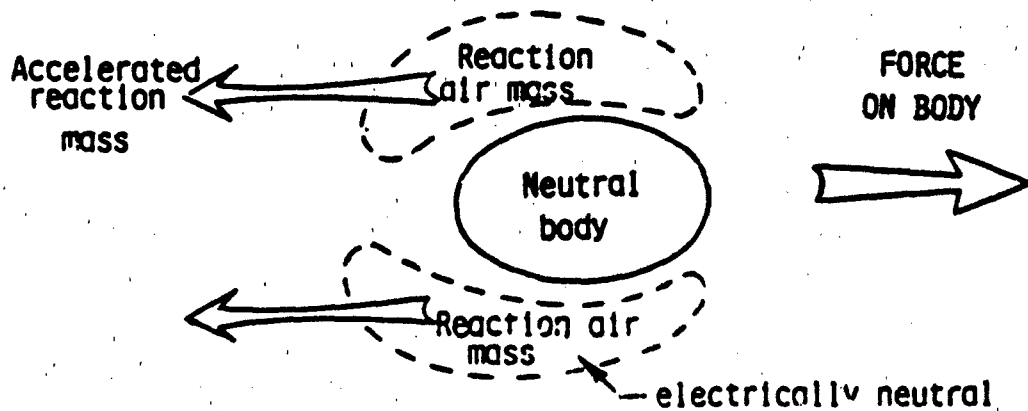 Accelerated
reaction
mass
Reaction
air mass
FORCE
ON BODY
Neutral
body
Reaction air
mass
electrically neutral